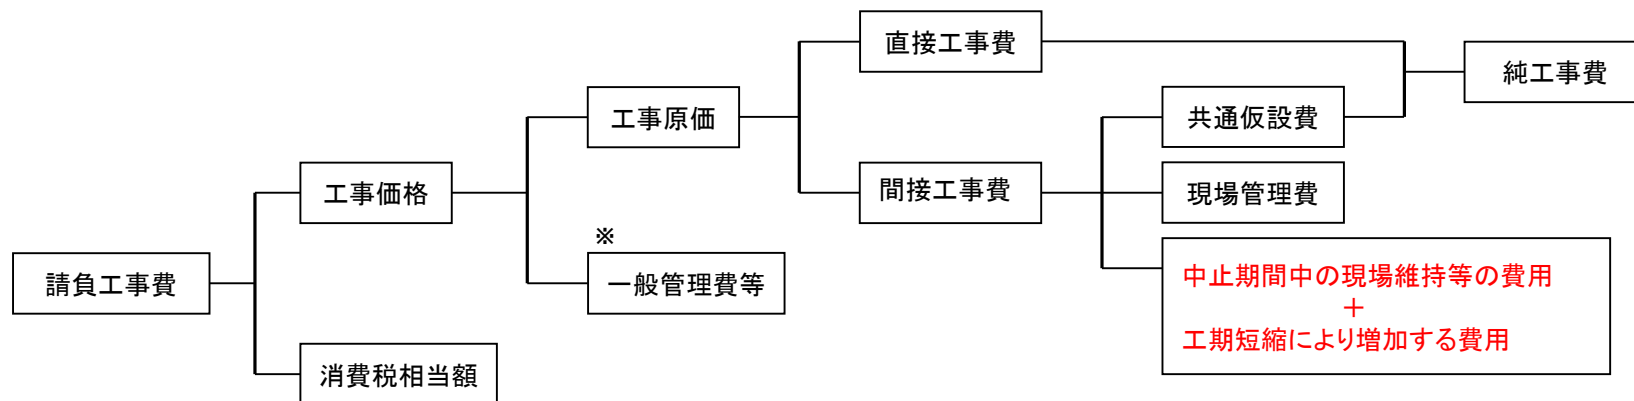 直接工事費
純工事費
工事原価
共通仮設費
工事価格
間接工事費
現場管理費
※
一般管理費等
請負工事費
中止期間中の現場維持等の費用
＋
工期短縮により増加する費用
消費税相当額